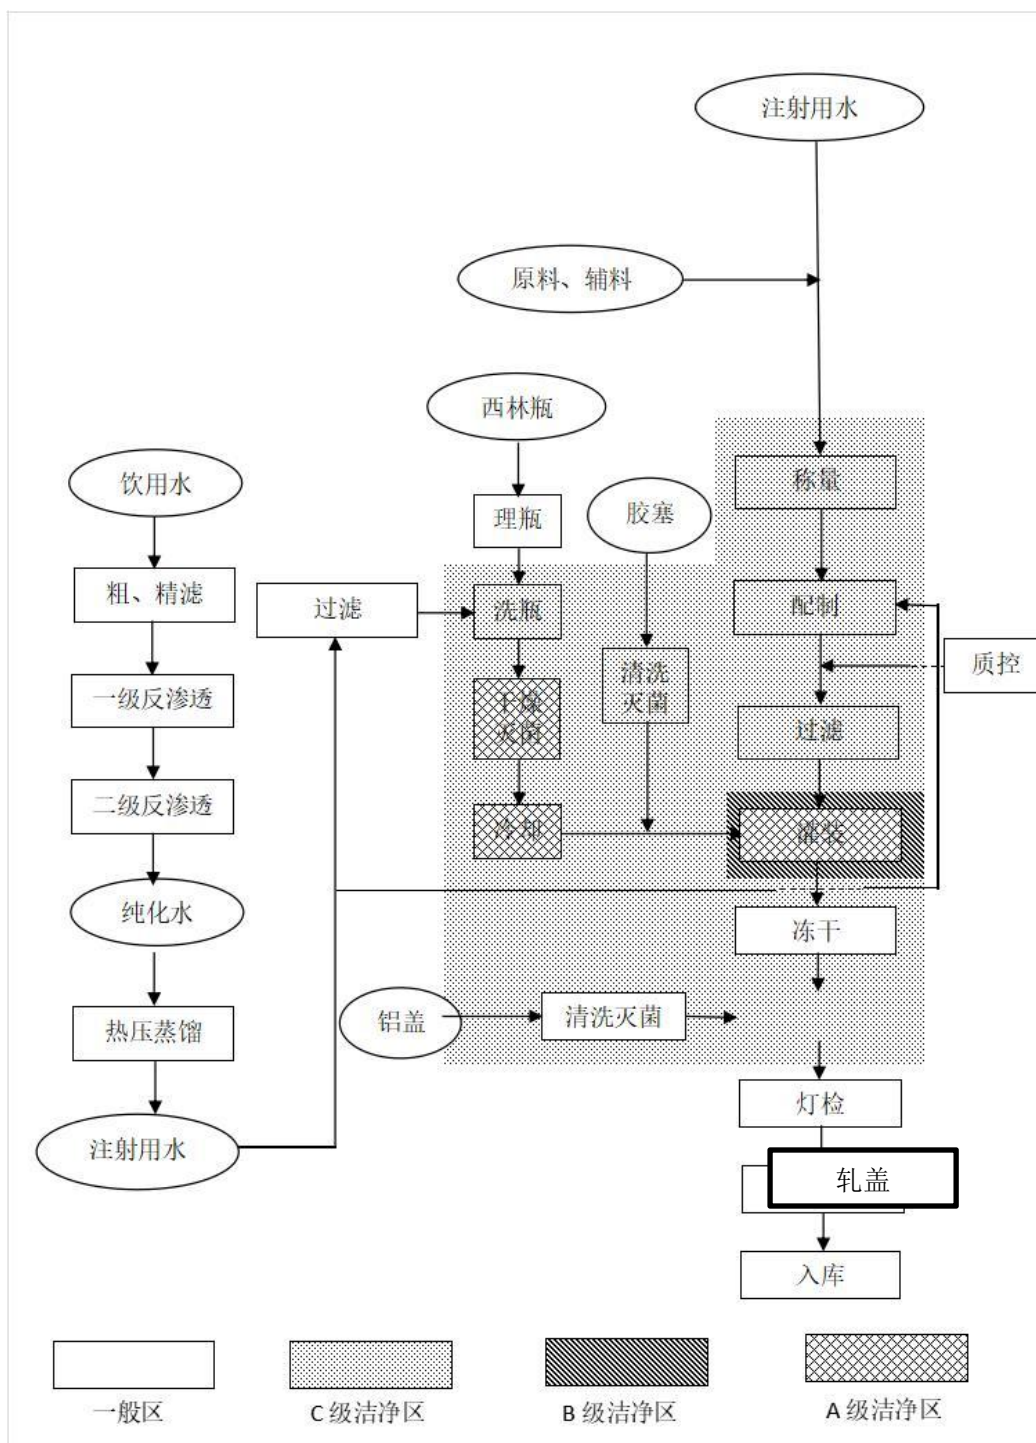 注射用水
原料、辅料
西林瓶
饮用水
称量
理瓶
胶塞
粗、精滤
过滤
洗瓶
配制
质控
一级反渗透
清洗
灭菌
干燥
灭菌
过滤
二级反渗透
冷却
灌装
纯化水
冻干
铝盖
清洗灭菌
热压蒸馏
灯检
注射用水
轧盖
入库
一般区
C 级洁净区
B 级洁净区
A 级洁净区